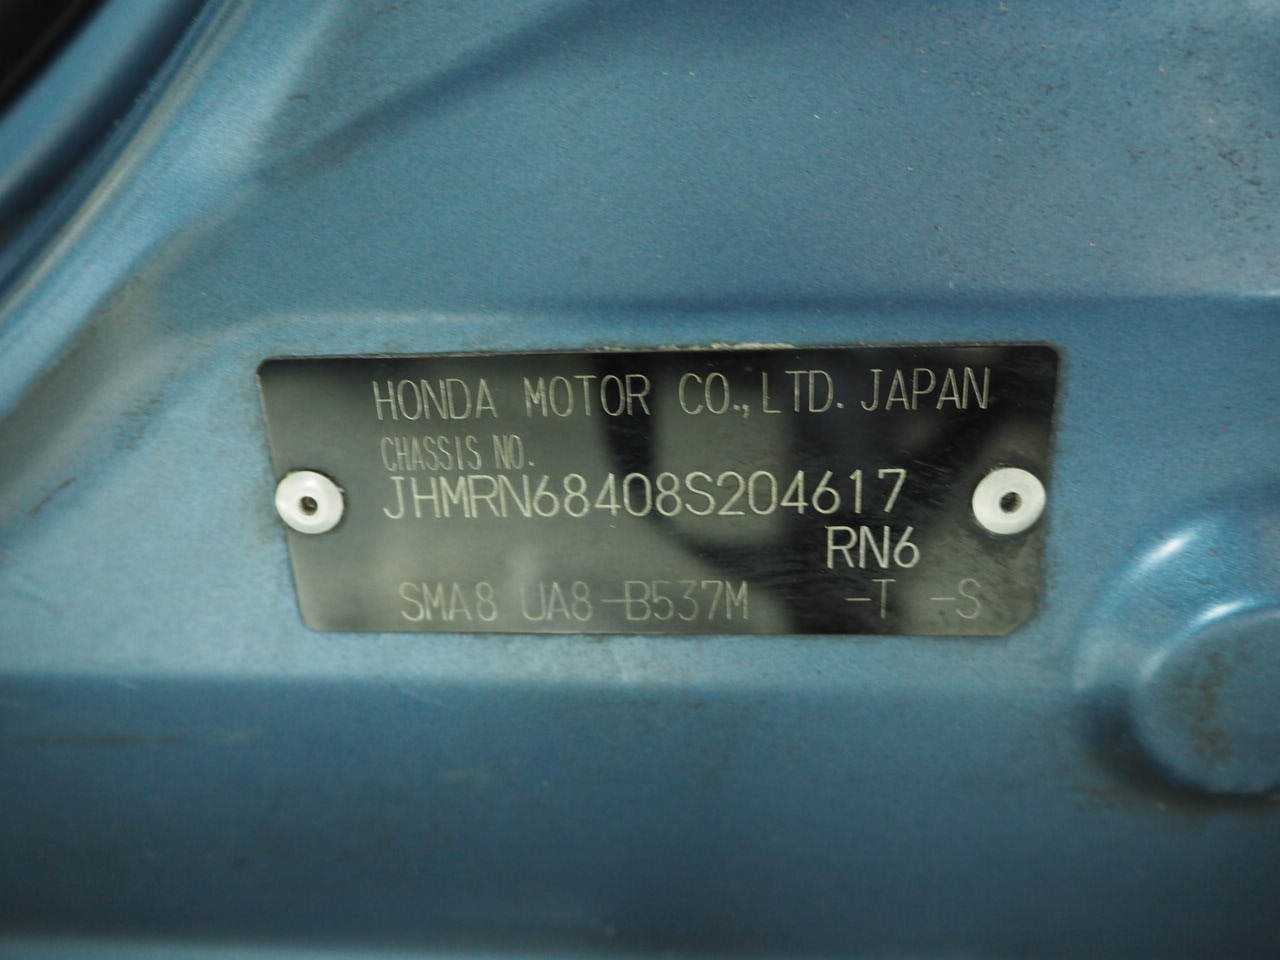 HONDA MOTOR CO., LTD. JAPAN
CHASSIS NO.
JHMRN68408S204617
RN6
SMA8 UA8-B537M -T -S